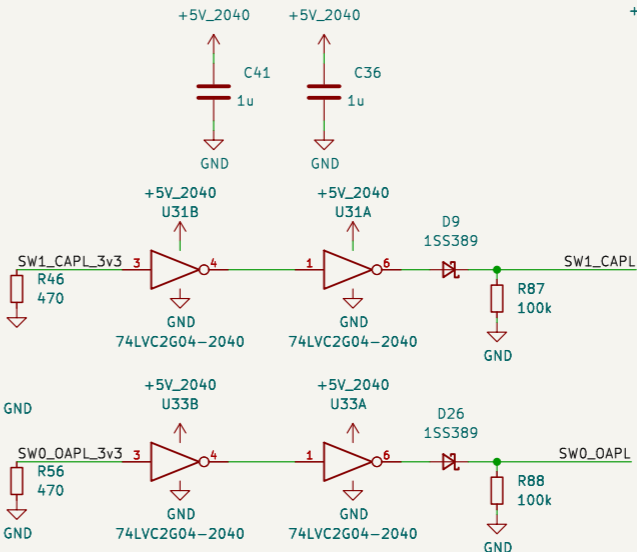 +5V_2040
+5V_2040
+
C41
1u
C36
1u
GND
GND
+5V_2040
U31B
+5V_2040
U31A
D9
1SS389
SW1_CAPL_3v3
3
4
1
6
SW1_CAPL
R46
470
R87
100k
GND
GND
GND
74LVC2G04-2040
74LVC2G04-2040
+5V_2040
U33B
+5V_2040
U33A
D26
1SS389
GND
SW0_OAPL_3v3
3
4
1
6
SW0_OAPL
R56
470
R88
100k
GND
GND
GND
GND
74LVC2G04-2040
74LVC2G04-2040